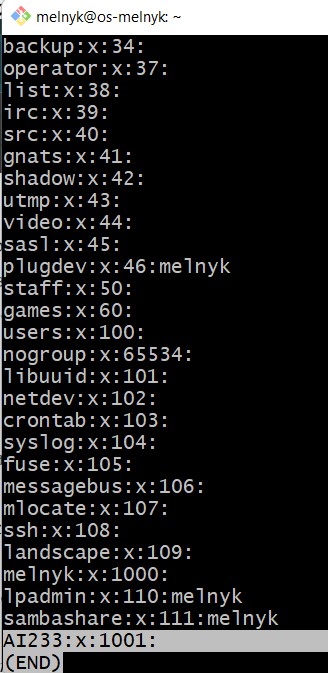 melnyk@os-melnyk: ~
backup:x:34:
operator:x:37:
list:x:38:
irc:x:39:
src:x:40:
gnats:x:41:
shadow:x:42:
utmp:x:43:
video:x:44:
sasl:x:45:
plugdev:x:46:melnyk
staff:x:50:
games:x:60:
users:x:100:
nogroup:x:65534:
libuuid:x:101:
netdev:x:102:
crontab:x:103:
syslog:x:104:
fuse:x:105:
messagebus:x:106:
mlocate:x:107:
ssh:x:108:
landscape:x:109:
melnyk:x:1000:
lpadmin:x:110:melnyk
sambashare:x:111:melnyk
AI233:x:1001:
(END)